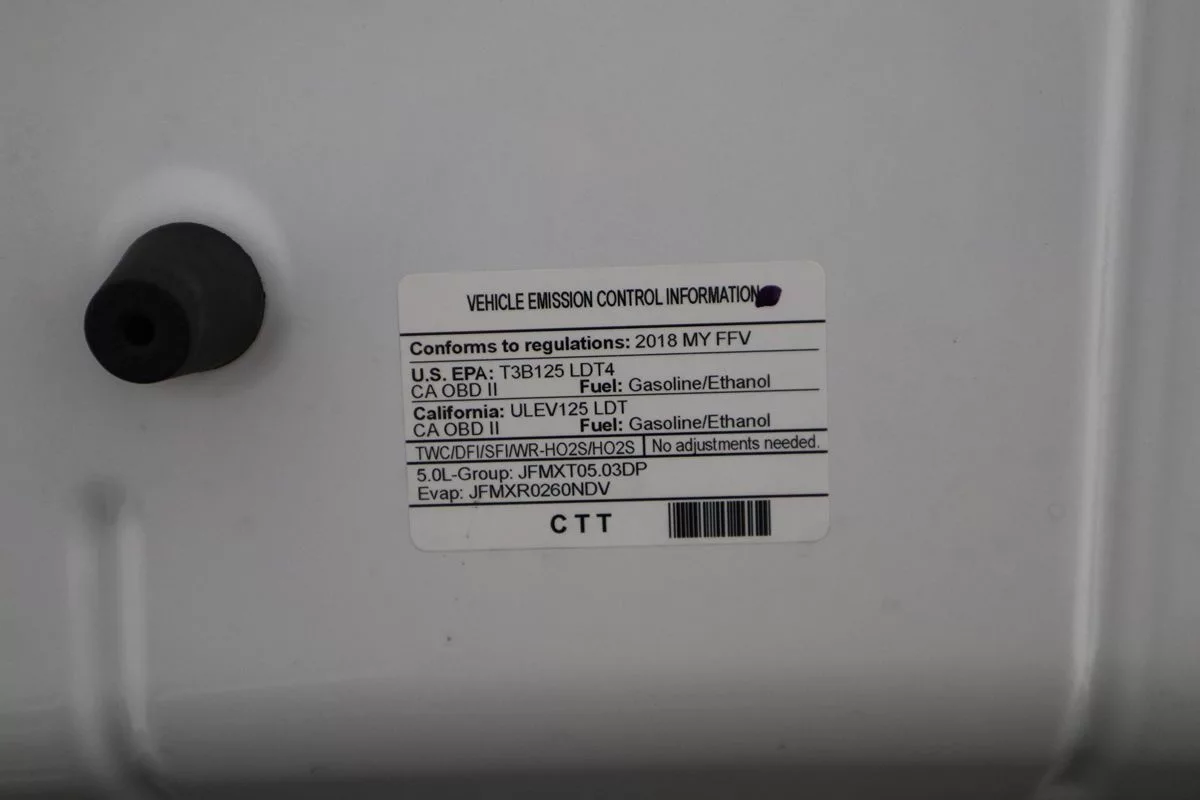 VEHICLE EMISSION CONTROL INFORMATION
Conforms to regulations: 2018 MY FFV
U.S. EPA: T3B125 LDT4
CA OBD II Fuel: Gasoline/Ethanol
California: ULEV125 LDT
CA OBD II Fuel: Gasoline/Ethanol
TWC/DFI/SFI/WR-HO2S/HO2S No adjustments needed.
5.0L-Group: JFMXT05.03DP
Evap: JFMXR0260NDV
CTT